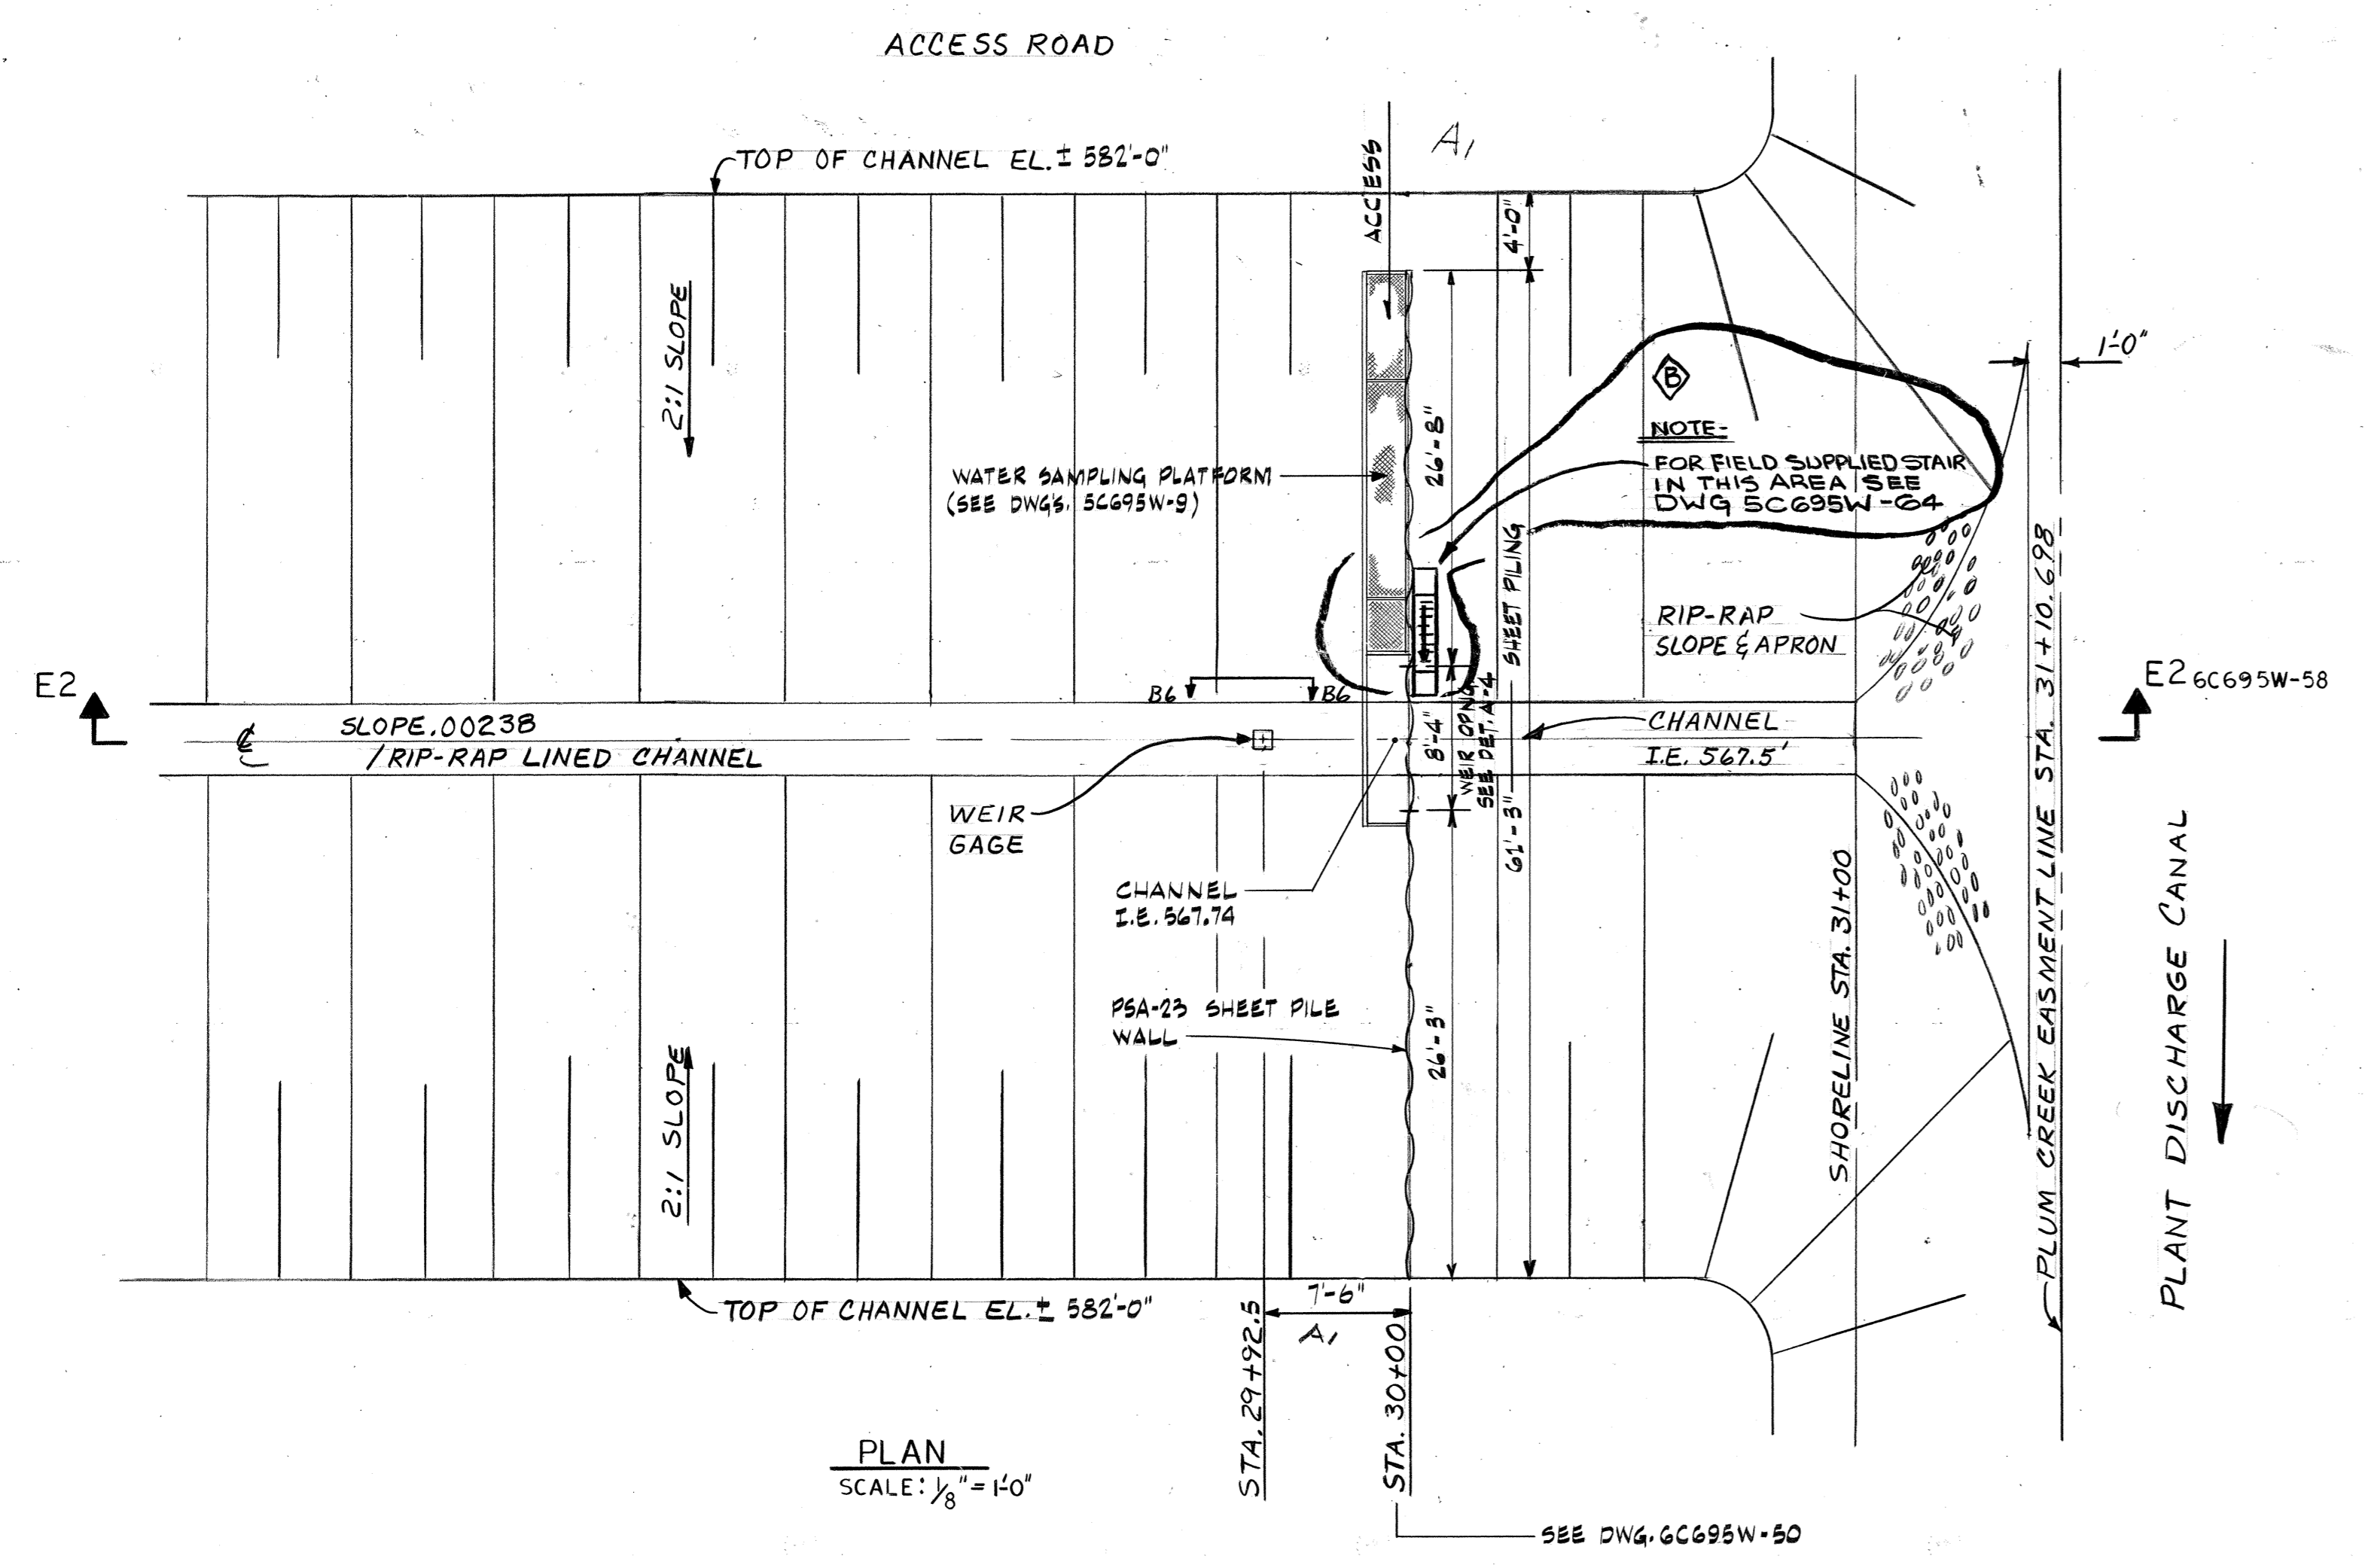 ACCESS ROAD
TOP OF CHANNEL EL. ± 582'-0"
ACCESS
A1
4'-0"
2:1 SLOPE
1'-0"
B
NOTE-
FOR FIELD SUPPLIED STAIR
IN THIS AREA SEE
DWG 5C695W-64
26'-8"
WATER SAMPLING PLATFORM
(SEE DWG'S. 5C695W-9)
SHEET PILING
61'-3"
RIP-RAP
SLOPE & APRON
E2
B6
B6
E2 6C695W-58
SLOPE .00238
RIP-RAP LINED CHANNEL
8'-4"
WEIR OPNG
SEE DET. A-4
CHANNEL
I.E. 567.5'
WEIR
GAGE
CHANNEL
I.E. 567.74
PSA-23 SHEET PILE
WALL
26'-3"
2:1 SLOPE
SHORELINE STA. 31+00
PLUM CREEK EASMENT LINE STA. 31+10.698
PLANT DISCHARGE CANAL
TOP OF CHANNEL EL. ± 582'-0"
7'-6"
A1
STA. 29+92.5
STA. 30+00
PLAN
SCALE: 1/8" = 1'-0"
SEE DWG. 6C695W-50